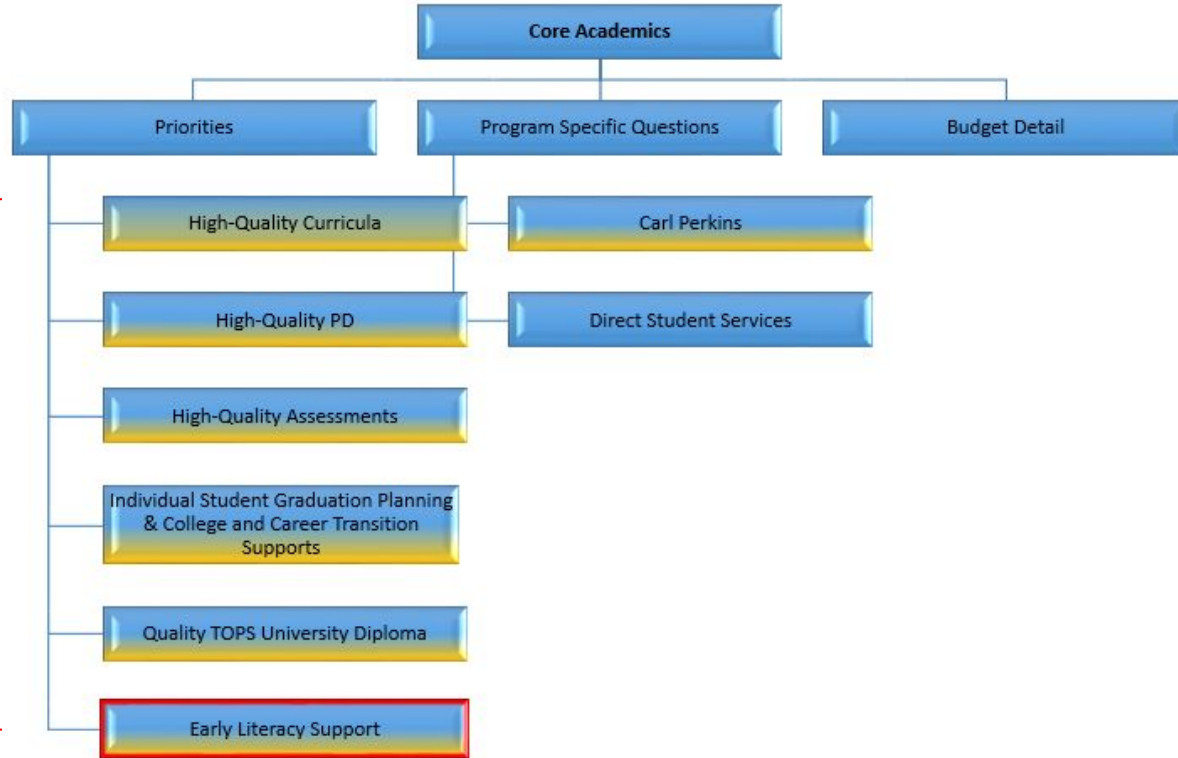 Core Academics
Priorities
Program Specific Questions
Budget Detail
High-Quality Curricula
Carl Perkins
High-Quality PD
Direct Student Services
High-Quality Assessments
Individual Student Graduation Planning
& College and Career Transition
Supports
Quality TOPS University Diploma
Early Literacy Support